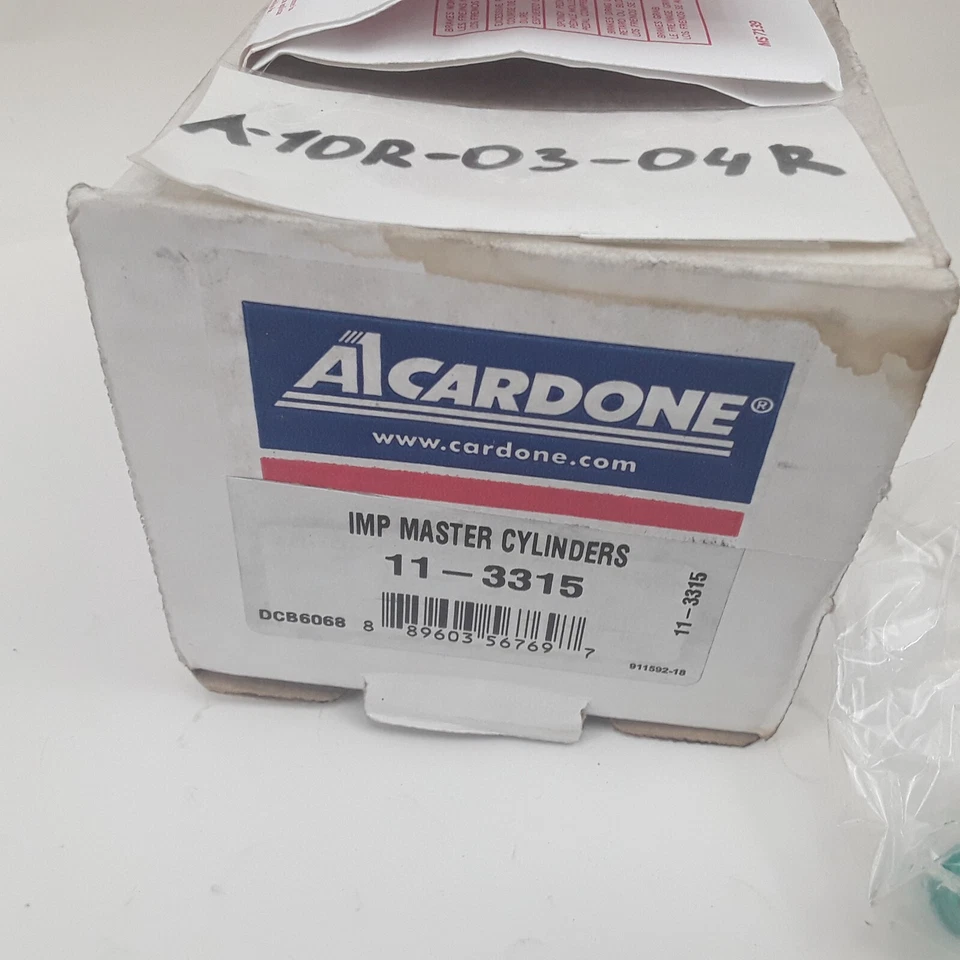 MS 7139
A-10R-03-04R
A1 CARDONE®
www.cardone.com
IMP MASTER CYLINDERS
11-3315
11-3315
DCB6068
8 89603 56769 7
911592-18